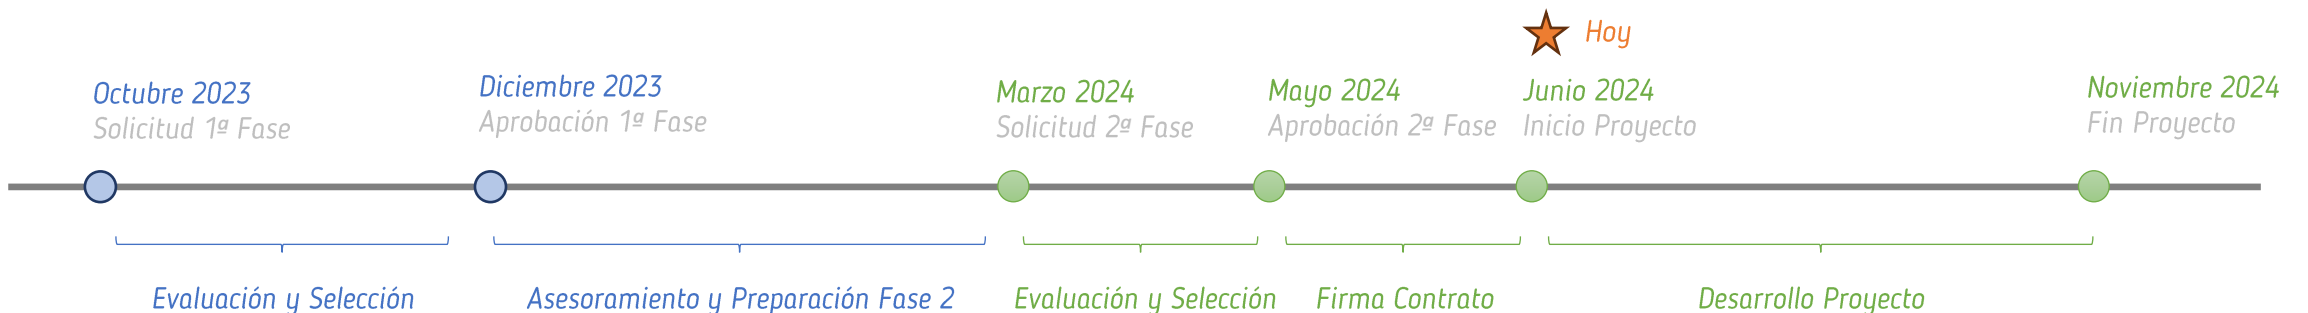 Hoy
Octubre 2023
Solicitud 1ª Fase
Diciembre 2023
Aprobación 1ª Fase
Marzo 2024
Solicitud 2ª Fase
Mayo 2024
Aprobación 2ª Fase
Junio 2024
Inicio Proyecto
Noviembre 2024
Fin Proyecto
Evaluación y Selección
Asesoramiento y Preparación Fase 2
Evaluación y Selección
Firma Contrato
Desarrollo Proyecto